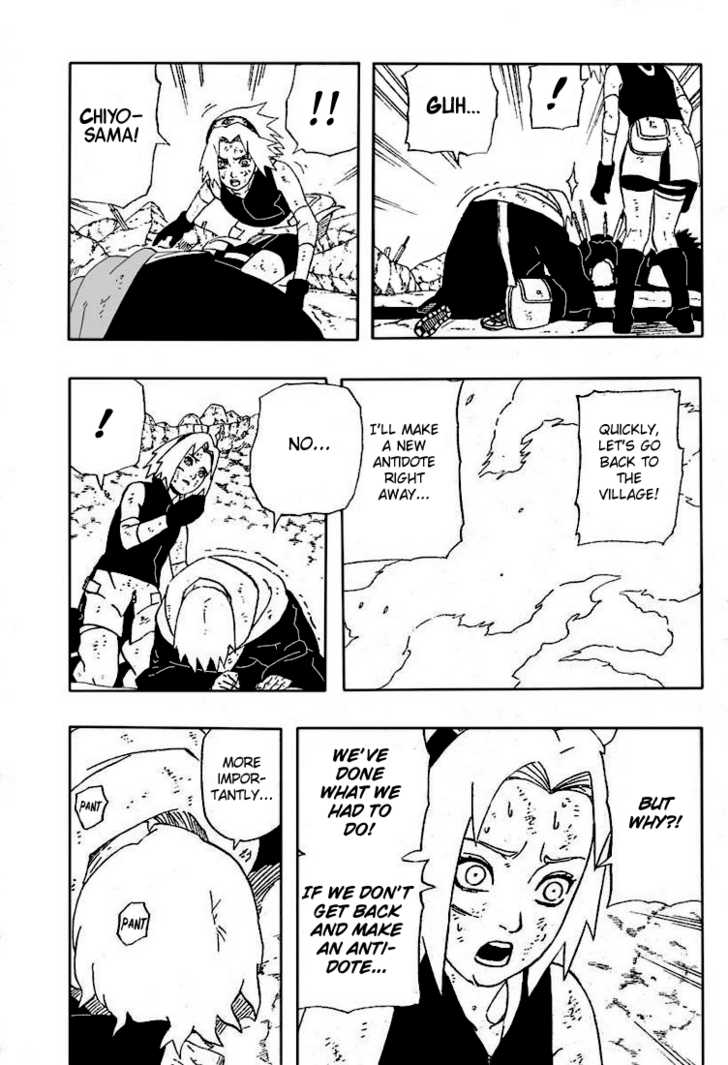 !
GUH...
!!
CHIYO-
SAMA!
QUICKLY,
LET'S GO
BACK TO
THE
VILLAGE!
I'LL MAKE
A NEW
ANTIDOTE
RIGHT
AWAY...
NO...
!
BUT
WHY?!
WE'VE
DONE
WHAT WE
HAD TO
DO!
IF WE DON'T
GET BACK
AND MAKE
AN ANTI-
DOTE...
MORE
IMPOR-
TANTLY...
PANT
PANT